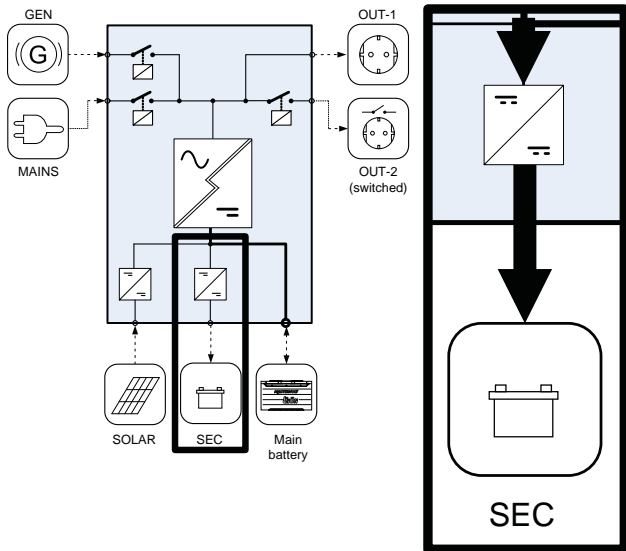 GEN
G
MAINS
OUT-1
OUT-2
(switched)
SOLAR
SEC
Main
battery
SEC